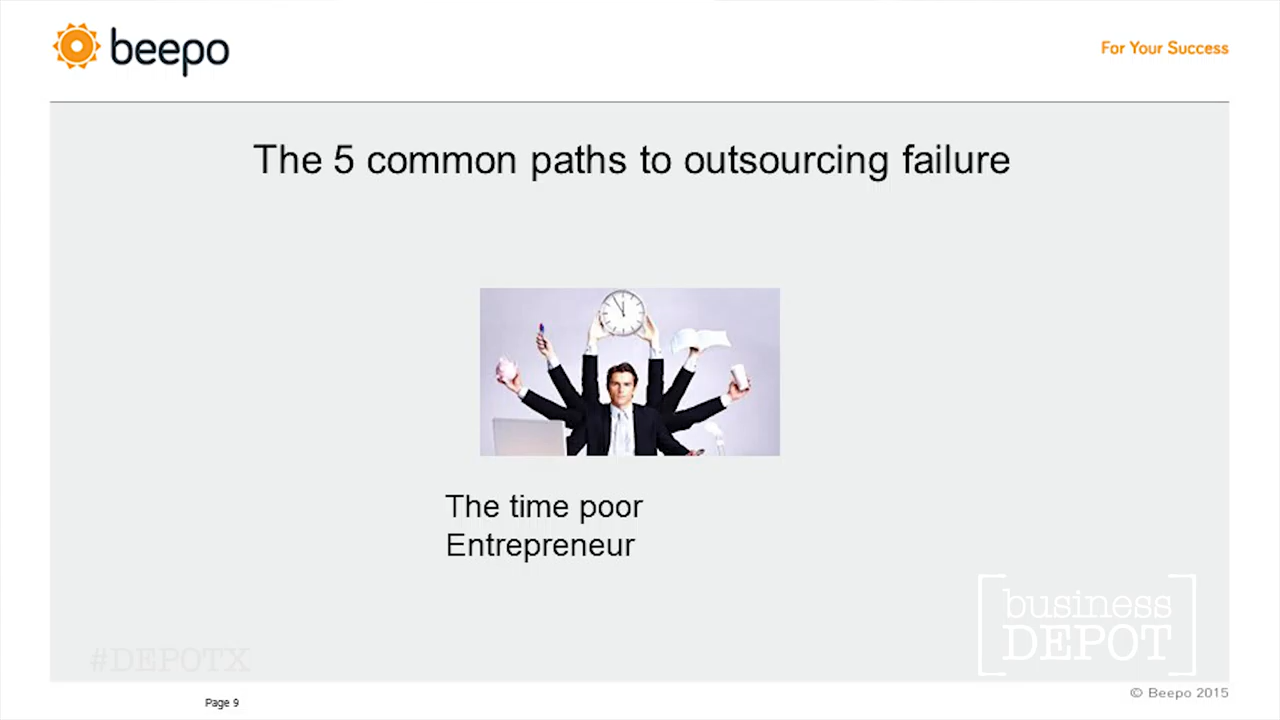 beepo
For Your Success
The 5 common paths to outsourcing failure
The time poor
Entrepreneur
business
DEPOT
#DEPOTX
Page 9
© Beepo 2015